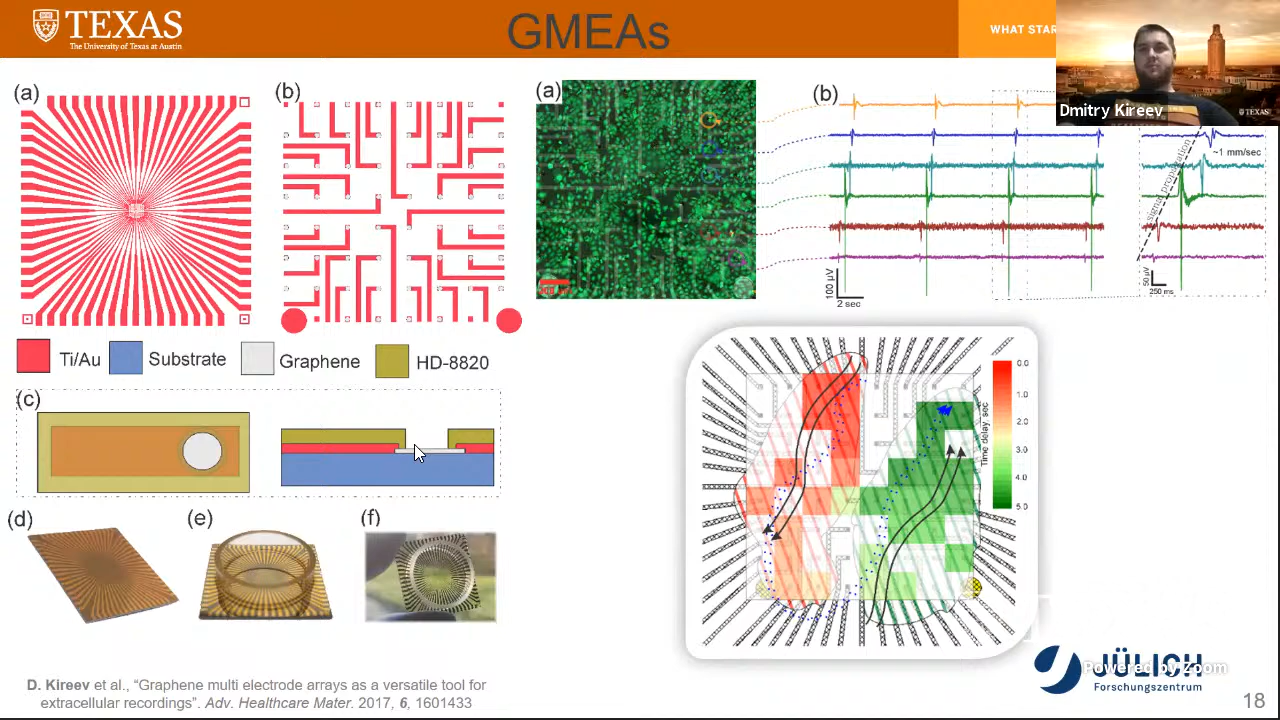 TEXAS
The University of Texas at Austin
GMEAs
WHAT STAR
Dmitry Kireev
TEXAS
(a)
(b)
(a)
(b)
~1 mm/sec
signal propagation
100 µV
2 sec
50 µV
250 ms
Ti/Au
Substrate
Graphene
HD-8820
(c)
(d)
(e)
(f)
0.0
1.0
2.0
3.0
4.0
5.0
Time delay, sec
D. Kireev et al., “Graphene multi electrode arrays as a versatile tool for
extracellular recordings”. Adv. Healthcare Mater. 2017, 6, 1601433
JÜLICH
Forschungszentrum
Powered by Zoom
18